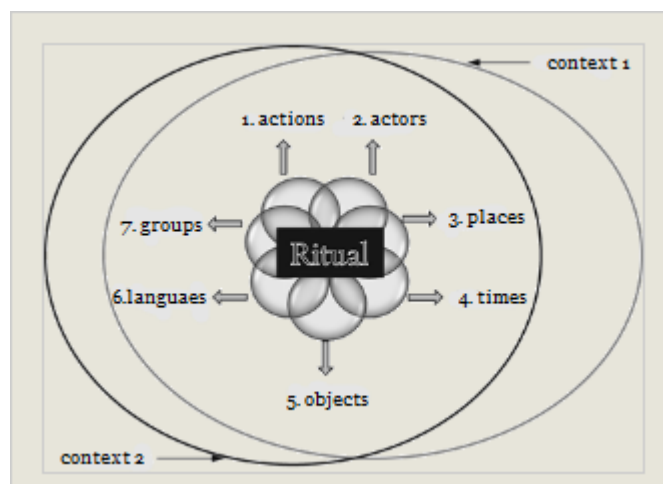 context 1
1. actions
2. actors
7. groups
Ritual
3. places
6.languaes
4. times
5. objects
context 2